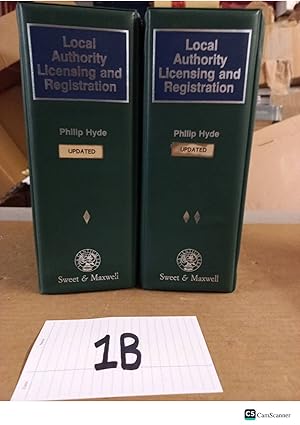 Local
Authority
Licensing and
Registration
Philip Hyde
UPDATED
Sweet & Maxwell
Local
Authority
Licensing and
Registration
Philip Hyde
UPDATED
Sweet & Maxwell
1B
CS CamScanner